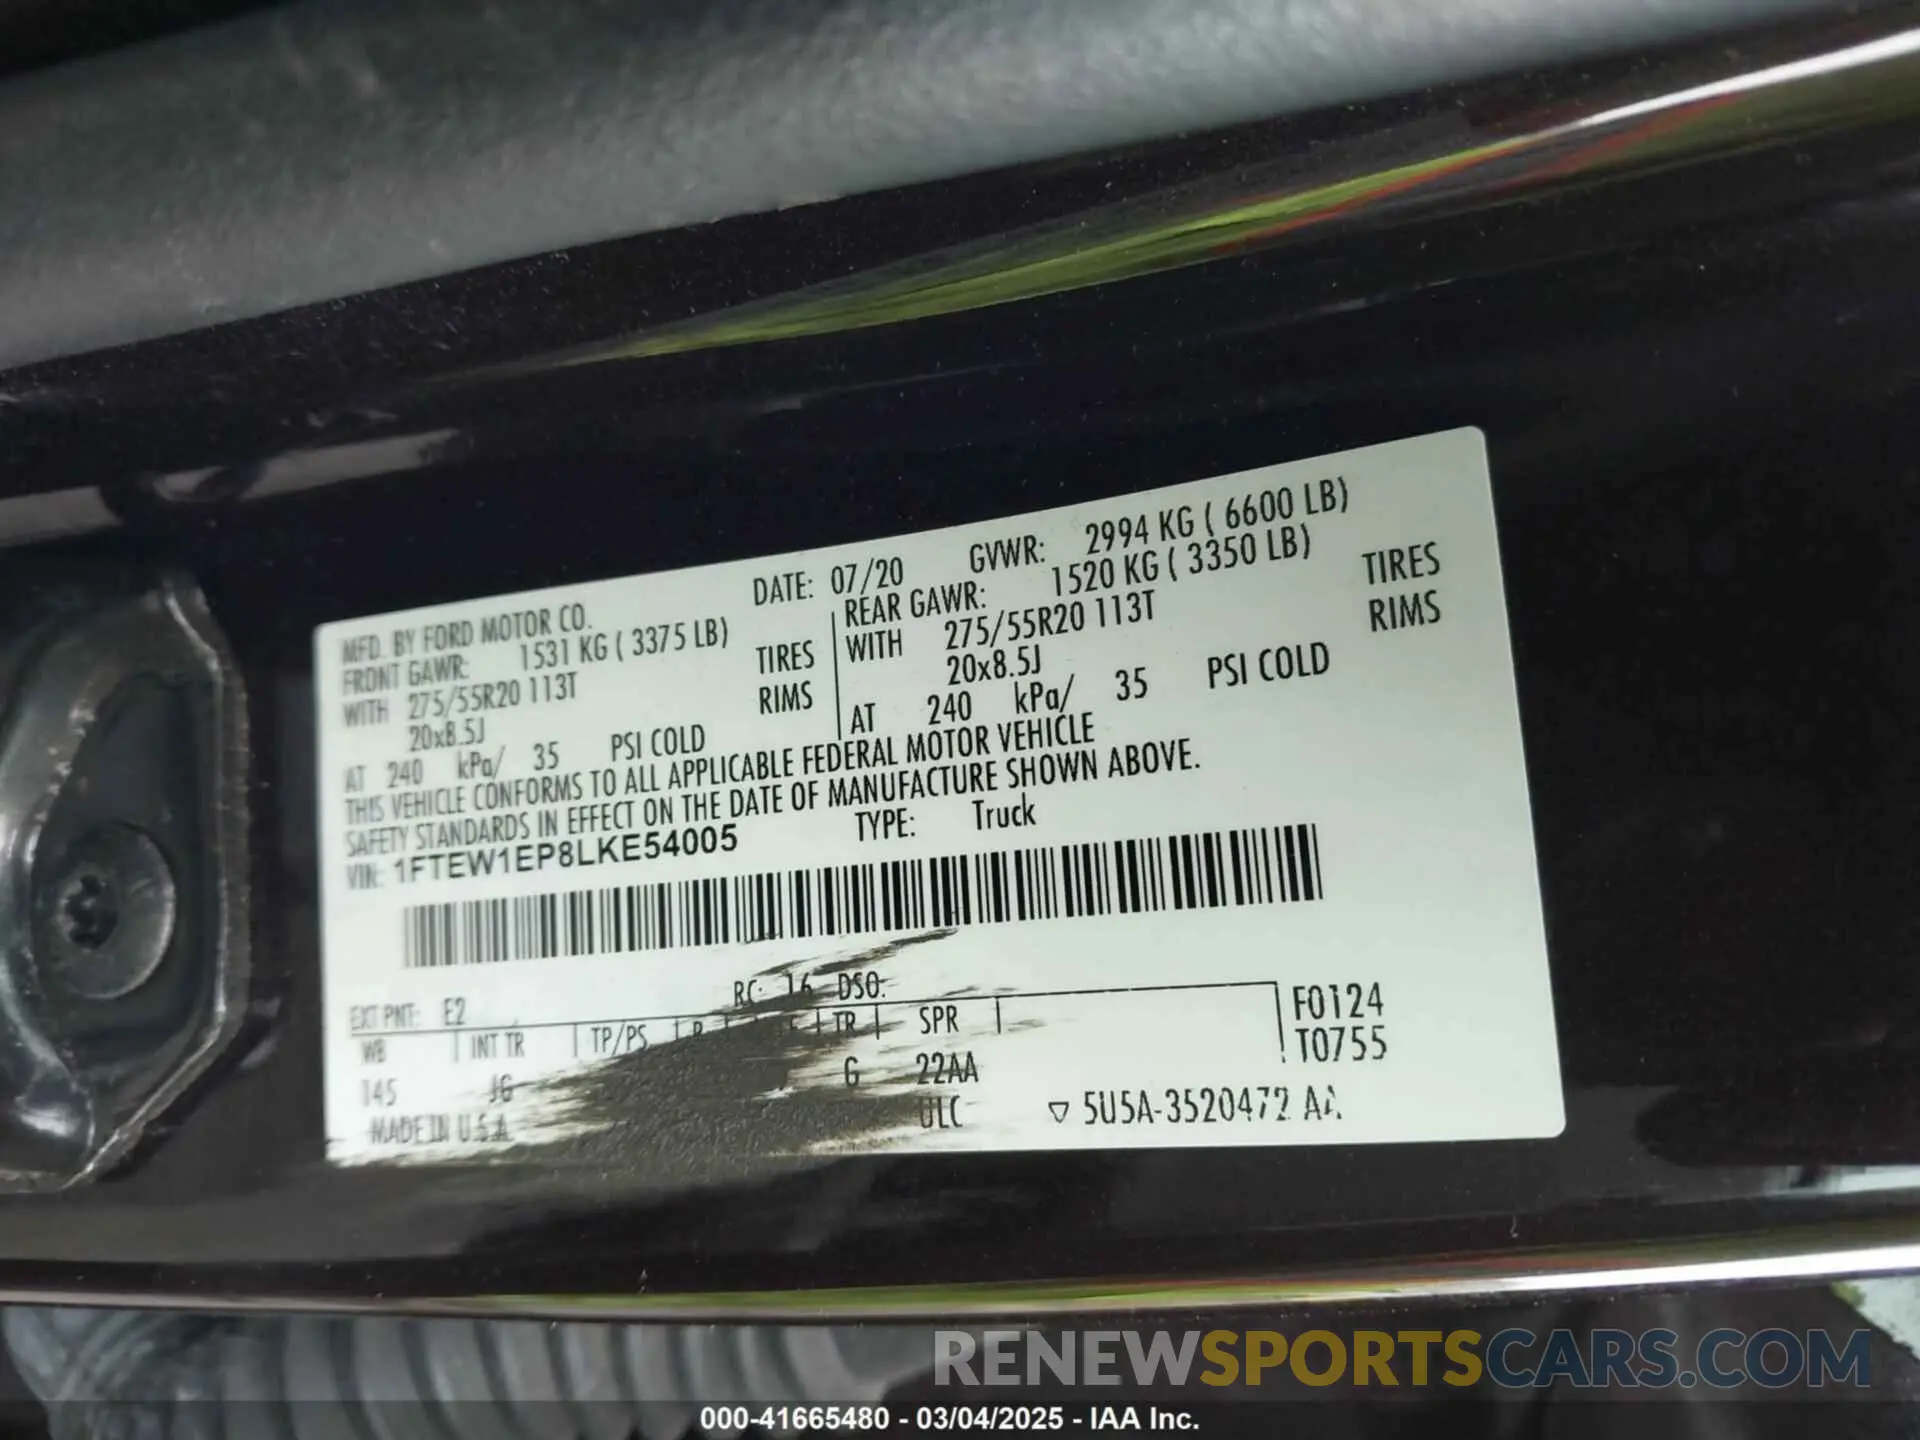 MFD. BY FORD MOTOR CO. DATE: 07/20 GVWR: 2994 KG ( 6600 LB)
FRONT GAWR: 1531 KG ( 3375 LB) REAR GAWR: 1520 KG ( 3350 LB)
WITH 275/55R20 113T TIRES WITH 275/55R20 113T TIRES
20x8.5J RIMS 20x8.5J RIMS
AT 240 kPa/ 35 PSI COLD AT 240 kPa/ 35 PSI COLD
THIS VEHICLE CONFORMS TO ALL APPLICABLE FEDERAL MOTOR VEHICLE
SAFETY STANDARDS IN EFFECT ON THE DATE OF MANUFACTURE SHOWN ABOVE.
VIN: 1FTEW1EP8LKE54005 TYPE: Truck
EXT PNT: E2 RC: 16 DSO:
WB INT TR TP/PS R TR SPR F0124
145 JG G 22AA T0755
MADE IN U.S.A. ULC ▽ 5U5A-3520472 AA
RENEWSPORTSCARS.COM
000-41665480 - 03/04/2025 - IAA Inc.